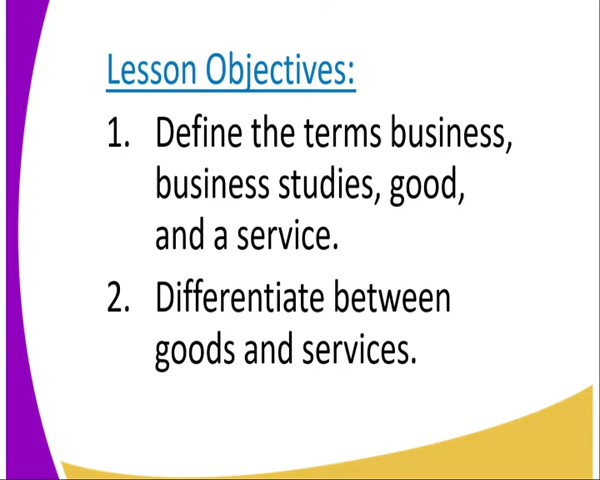 Lesson Objectives:
1. Define the terms business,
business studies, good,
and a service.
2. Differentiate between
goods and services.